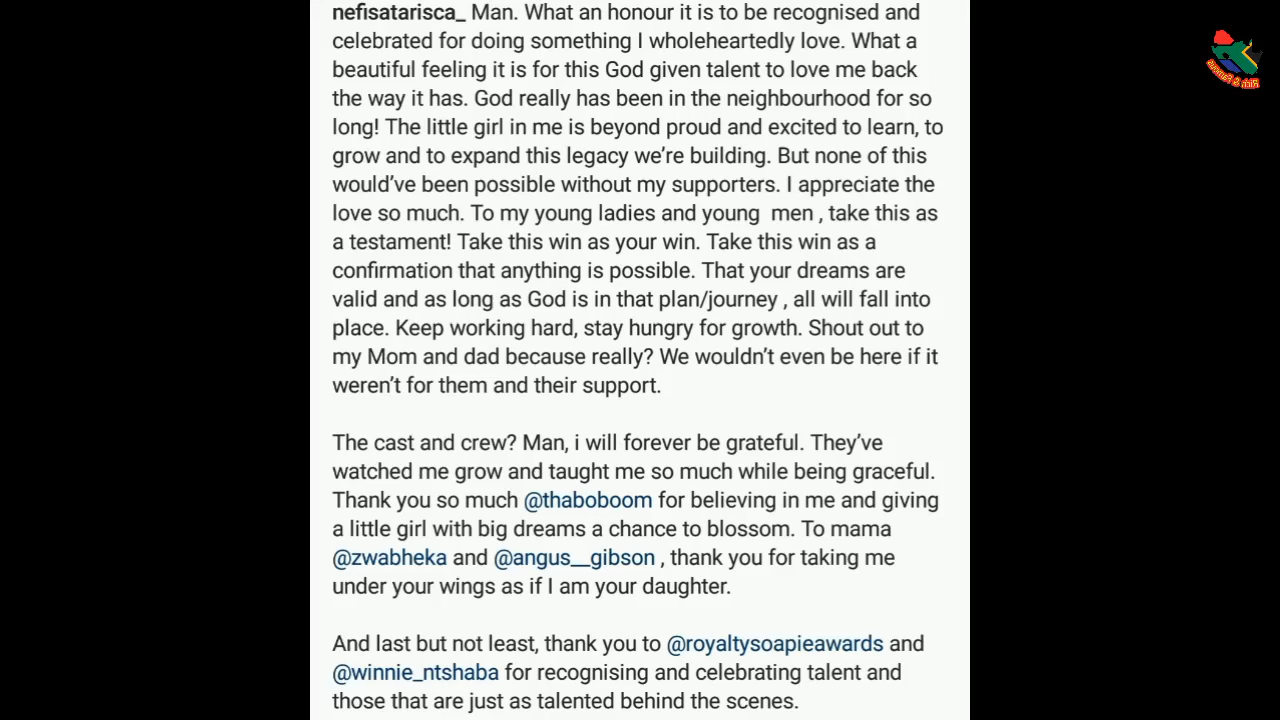 nefisatarisca_ Man. What an honour it is to be recognised and
celebrated for doing something I wholeheartedly love. What a
beautiful feeling it is for this God given talent to love me back
the way it has. God really has been in the neighbourhood for so
long! The little girl in me is beyond proud and excited to learn, to
grow and to expand this legacy we’re building. But none of this
would’ve been possible without my supporters. I appreciate the
love so much. To my young ladies and young  men , take this as
a testament! Take this win as your win. Take this win as a
confirmation that anything is possible. That your dreams are
valid and as long as God is in that plan/journey , all will fall into
place. Keep working hard, stay hungry for growth. Shout out to
my Mom and dad because really? We wouldn’t even be here if it
weren’t for them and their support.
The cast and crew? Man, i will forever be grateful. They’ve
watched me grow and taught me so much while being graceful.
Thank you so much @thaboboom for believing in me and giving
a little girl with big dreams a chance to blossom. To mama
@zwabheka and @angus__gibson , thank you for taking me
under your wings as if I am your daughter.
And last but not least, thank you to @royaltysoapieawards and
@winnie_ntshaba for recognising and celebrating talent and
those that are just as talented behind the scenes.